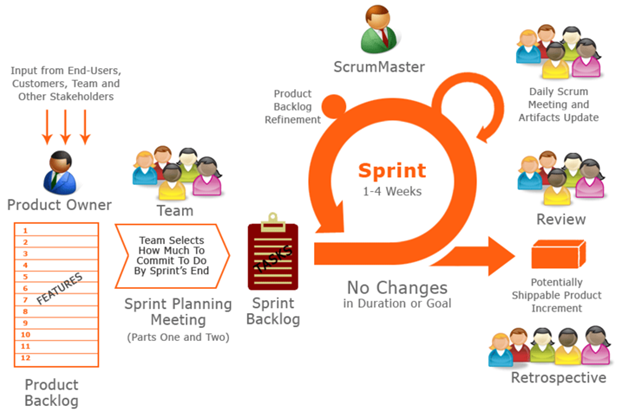 Input from End-Users,
Customers, Team and
Other Stakeholders
Product Owner
1
2
3
4
5
6
7
8
9
10
11
12
FEATURES
Product
Backlog
Team
Team Selects
How Much To
Commit To Do
By Sprint's End
Sprint Planning
Meeting
(Parts One and Two)
TASKS
Sprint
Backlog
ScrumMaster
Product
Backlog
Refinement
Sprint
1-4 Weeks
No Changes
in Duration or Goal
Daily Scrum
Meeting and
Artifacts Update
Review
Potentially
Shippable Product
Increment
Retrospective